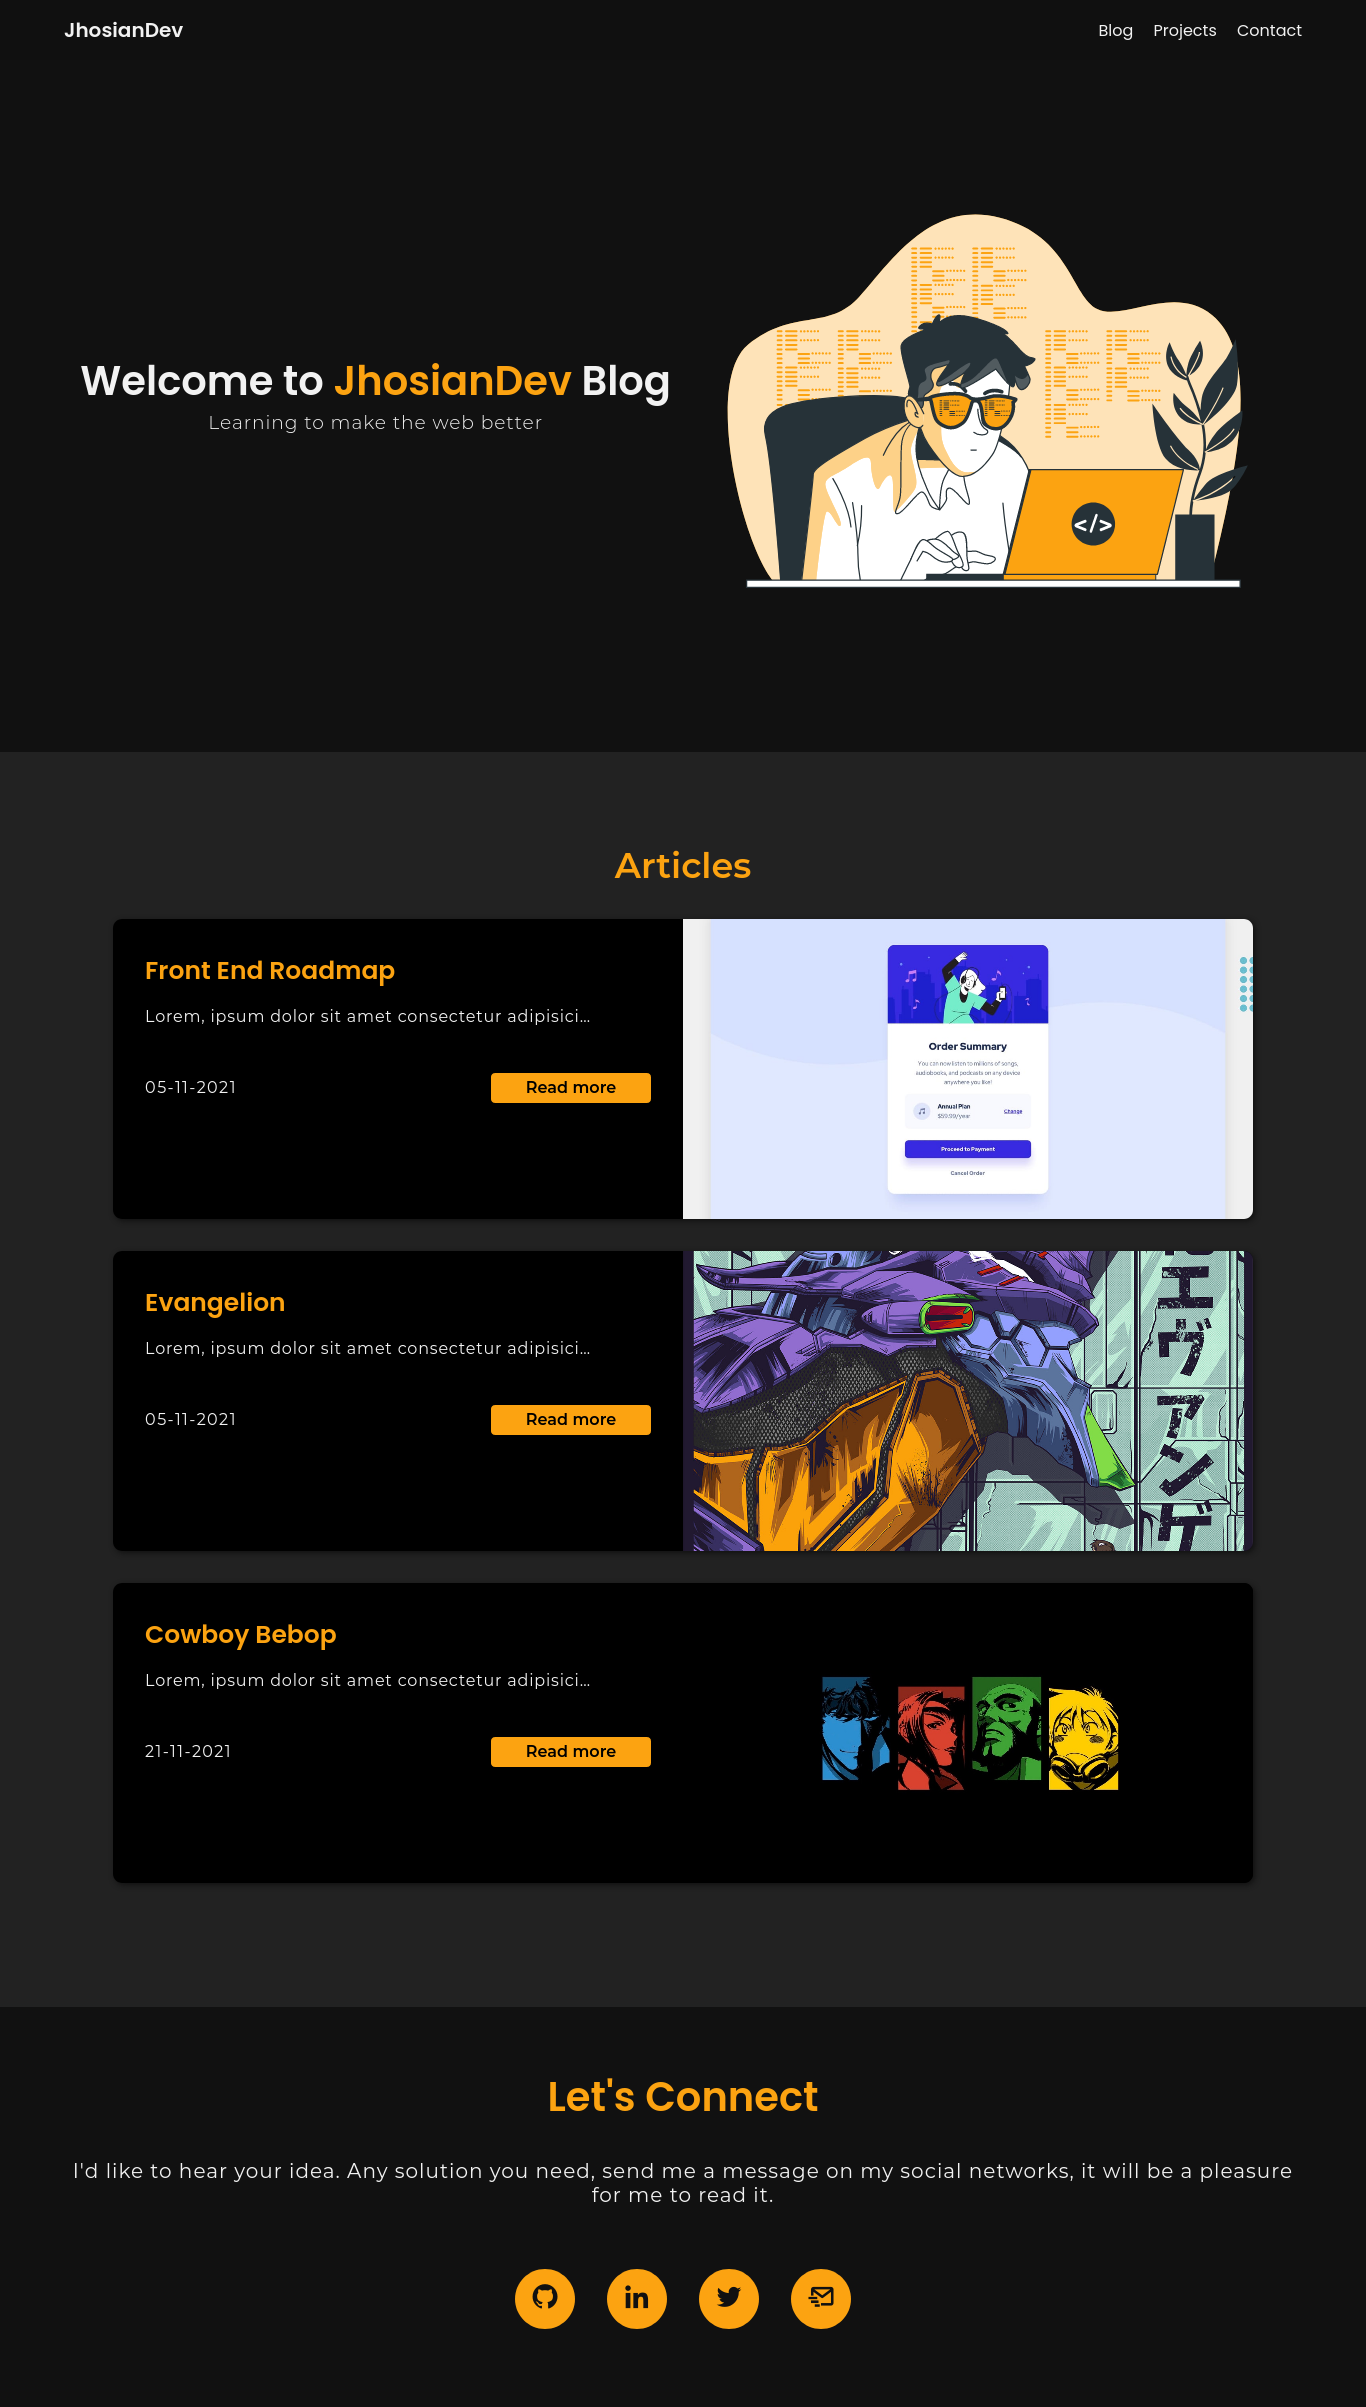 JhosianDev
Blog Projects Contact
Welcome to JhosianDev Blog
Learning to make the web better
</>
Articles
Front End Roadmap
Lorem, ipsum dolor sit amet consectetur adipisici...
05-11-2021
Read more
Order Summary
You can now listen to millions of songs,
audiobooks, and podcasts on any device
anywhere you like!
Annual Plan
$59.99/year
Change
Proceed to Payment
Cancel Order
Evangelion
Lorem, ipsum dolor sit amet consectetur adipisici...
05-11-2021
Read more
エヴァンゲ
Cowboy Bebop
Lorem, ipsum dolor sit amet consectetur adipisici...
21-11-2021
Read more
Let's Connect
I'd like to hear your idea. Any solution you need, send me a message on my social networks, it will be a pleasure
for me to read it.
in